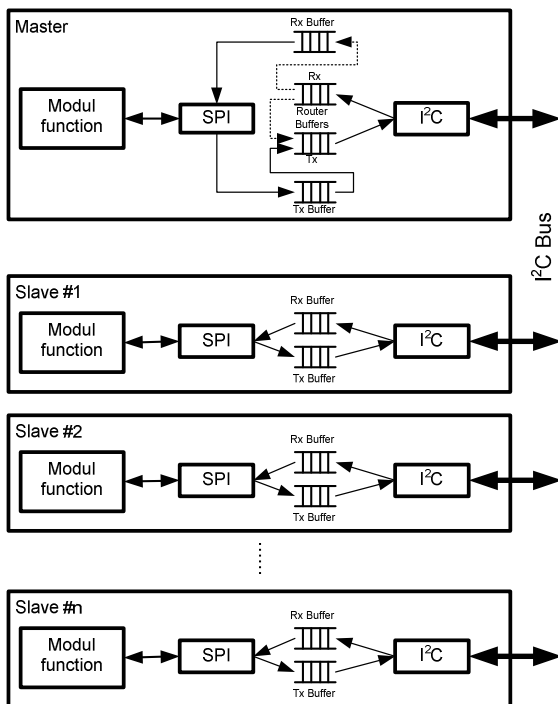 Master
Rx Buffer
Modul
function
SPI
Rx
Router
Buffers
Tx
I²C
Tx Buffer
I²C Bus
Slave #1
Rx Buffer
Modul
function
SPI
I²C
Tx Buffer
Slave #2
Rx Buffer
Modul
function
SPI
I²C
Tx Buffer
Slave #n
Rx Buffer
Modul
function
SPI
I²C
Tx Buffer